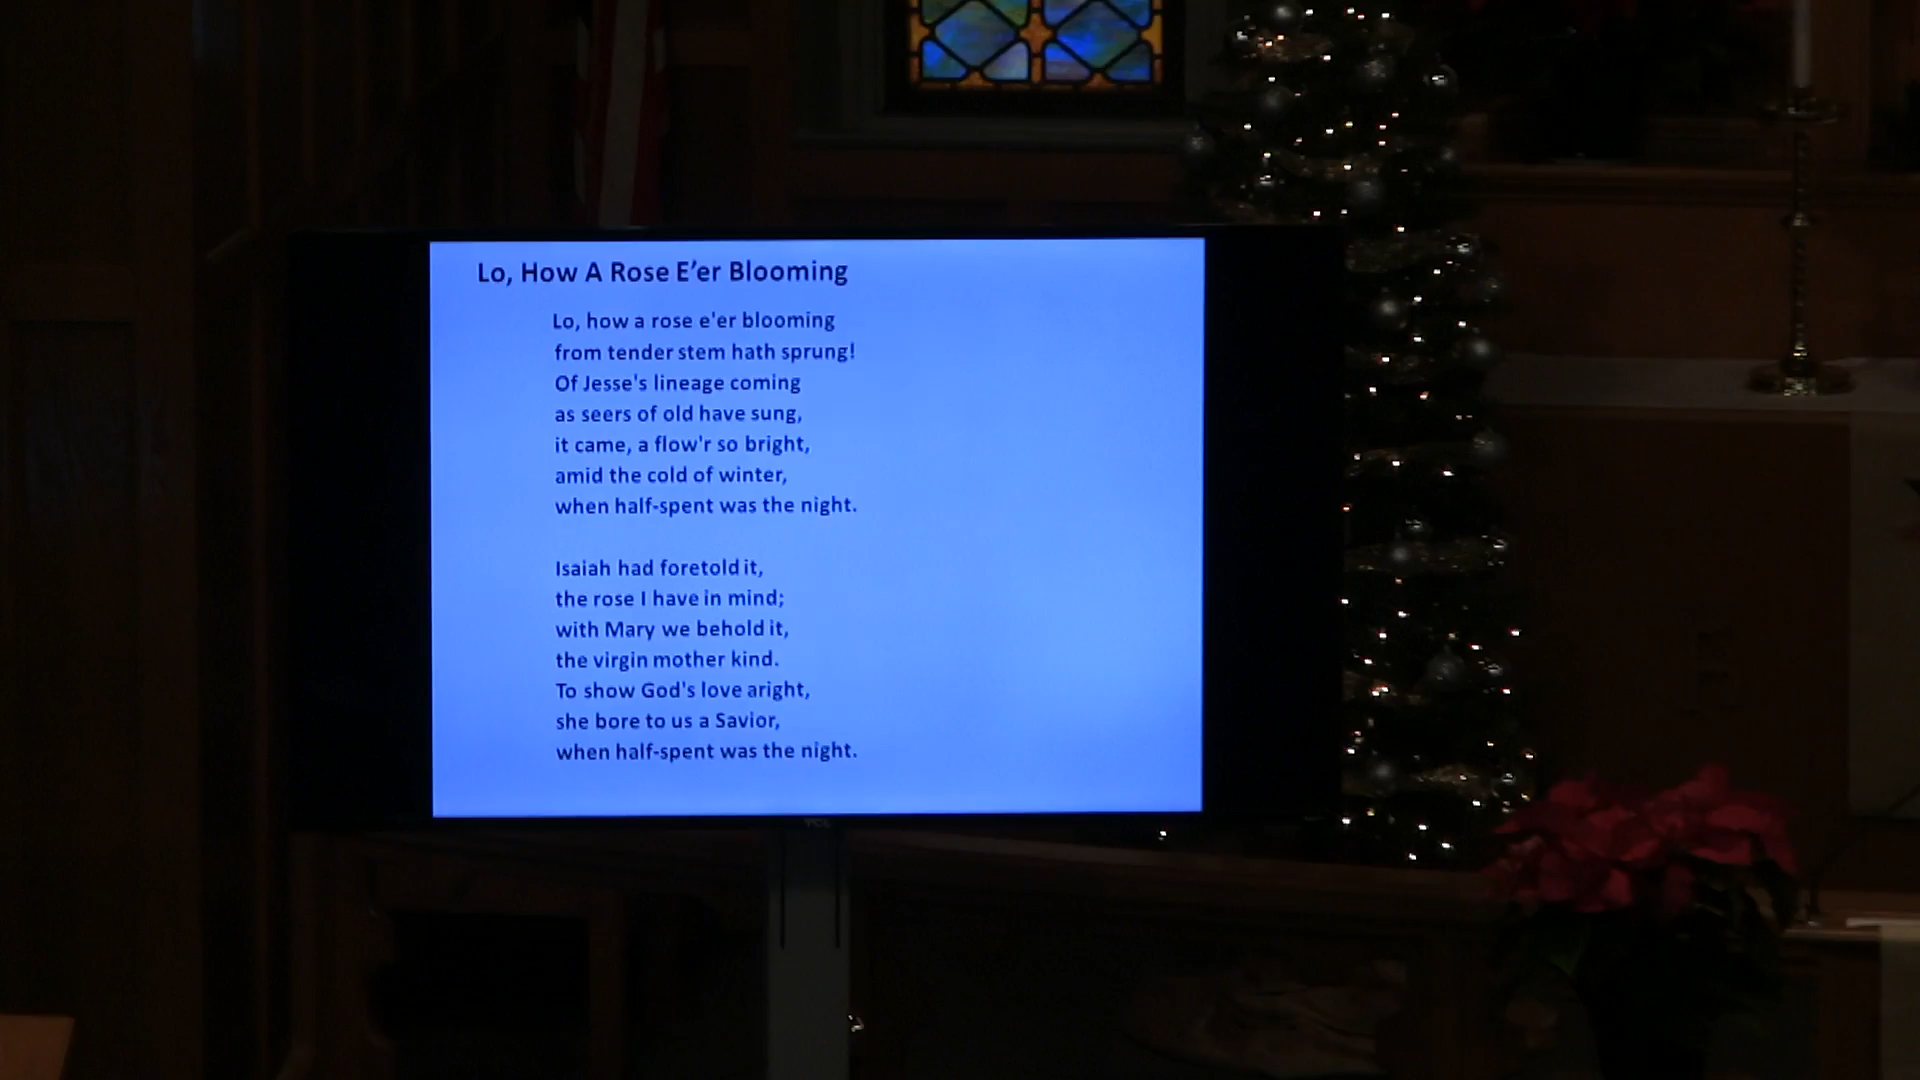 Lo, How A Rose E’er Blooming
Lo, how a rose e'er blooming
from tender stem hath sprung!
Of Jesse's lineage coming
as seers of old have sung,
it came, a flow'r so bright,
amid the cold of winter,
when half-spent was the night.
Isaiah had foretold it,
the rose I have in mind;
with Mary we behold it,
the virgin mother kind.
To show God's love aright,
she bore to us a Savior,
when half-spent was the night.
TCL